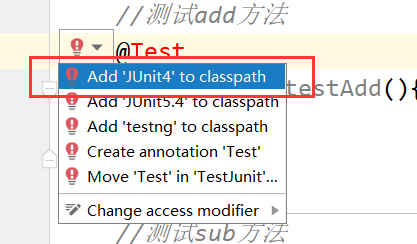 //测试add方法
@Test
Add 'JUnit4' to classpath
testAdd(){
Add 'JUnit5.4' to classpath
Add 'testng' to classpath
Create annotation 'Test'
Move 'Test' in 'TestJunit'...
Change access modifier
//测试sub方法